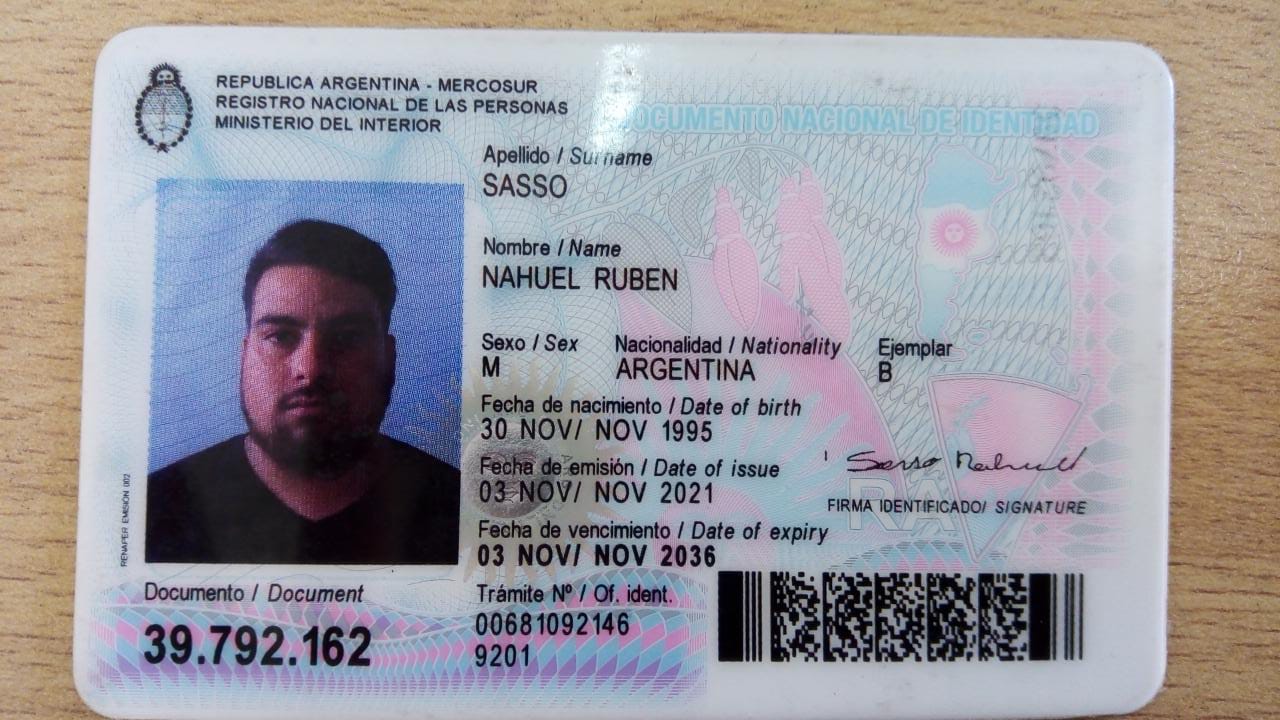 REPUBLICA ARGENTINA - MERCOSUR
REGISTRO NACIONAL DE LAS PERSONAS
MINISTERIO DEL INTERIOR
DOCUMENTO NACIONAL DE IDENTIDAD
Apellido / Surname
SASSO
Nombre / Name
NAHUEL RUBEN
Sexo / Sex Nacionalidad / Nationality Ejemplar
M ARGENTINA B
Fecha de nacimiento / Date of birth
30 NOV/ NOV 1995
Fecha de emisión / Date of issue
03 NOV/ NOV 2021
Sasso Nahuel
FIRMA IDENTIFICADO/ SIGNATURE
RA
Fecha de vencimiento / Date of expiry
03 NOV/ NOV 2036
RENAPER EMISIÓN 002
Documento / Document
39.792.162
Trámite Nº / Of. ident.
00681092146
9201